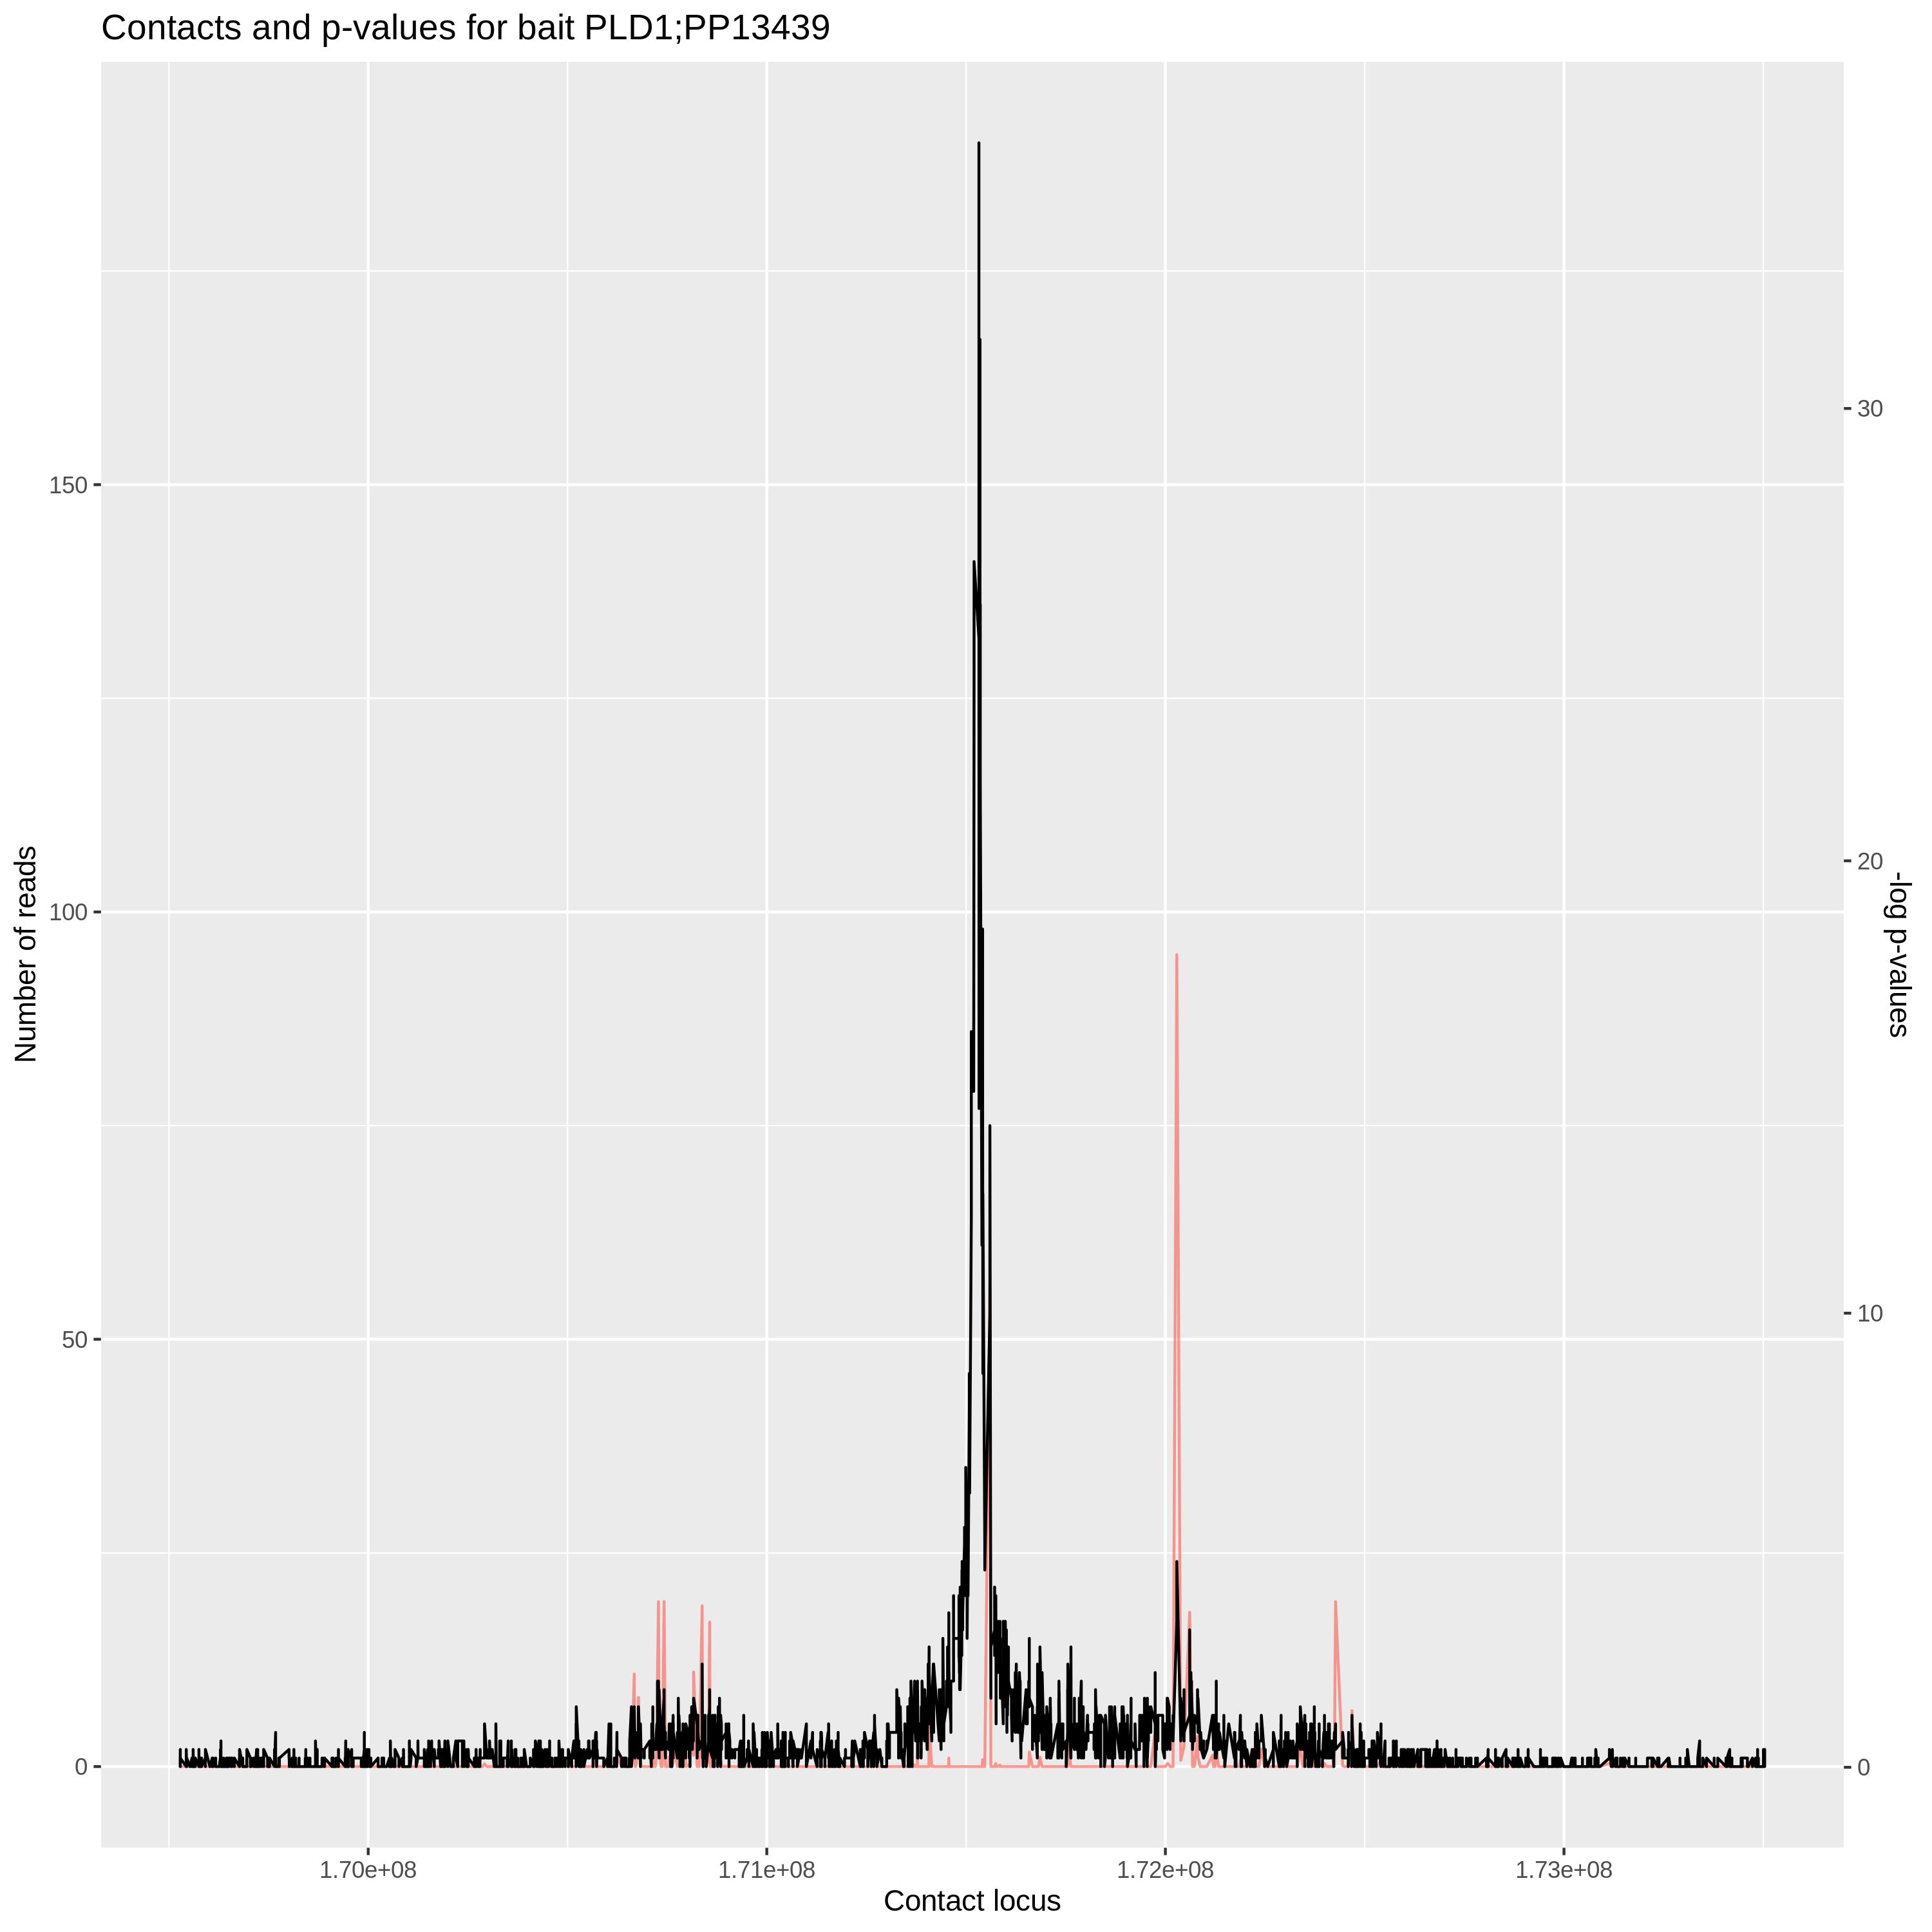 Contacts and p-values for bait PLD1;PP13439
Number of reads
150
100
50
0
30
20
10
0
-log p-values
1.70e+08
1.71e+08
1.72e+08
1.73e+08
Contact locus